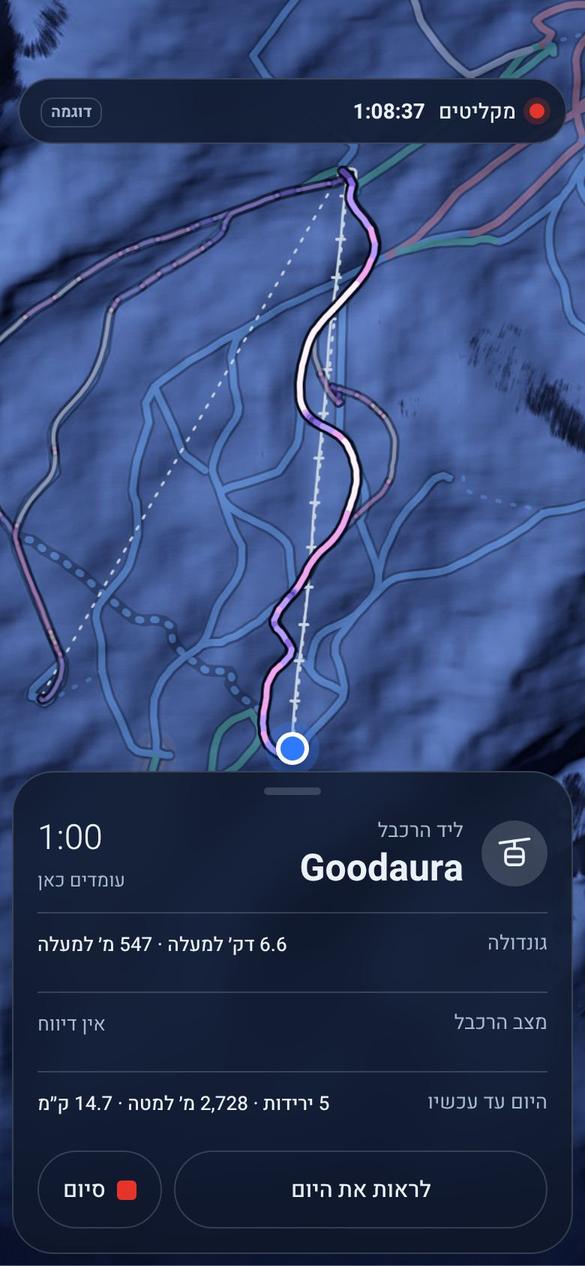 מקליטים 1:08:37
דוגמה
ליד הרכבל
Goodaura
1:00
עומדים כאן
גונדולה
6.6 דק׳ למעלה · 547 מ׳ למעלה
מצב הרכבל
אין דיווח
היום עד עכשיו
5 ירידות · 2,728 מ׳ למטה · 14.7 ק״מ
לראות את היום
סיום